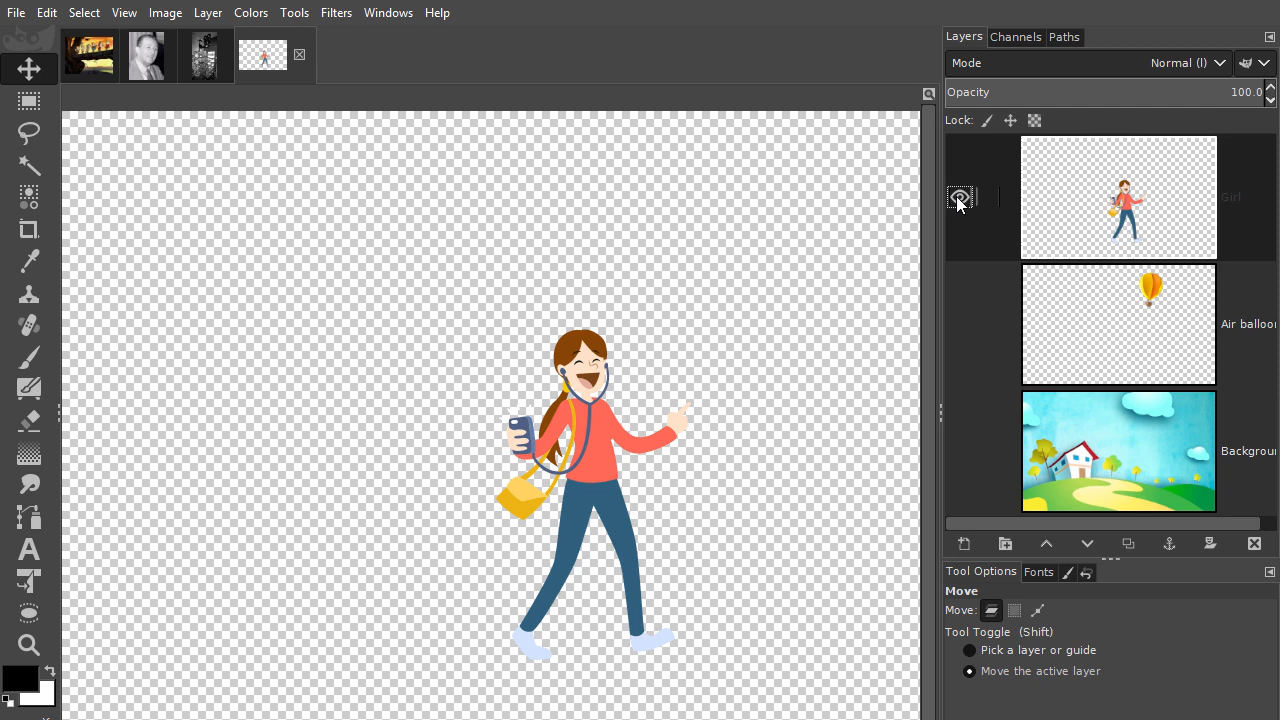 File Edit Select View Image Layer Colors Tools Filters Windows Help
Layers Channels Paths
Mode Normal (l)
Opacity 100.0
Lock:
Girl
Air balloo
Backgrou
Tool Options Fonts
Move
Move:
Tool Toggle (Shift)
Pick a layer or guide
Move the active layer